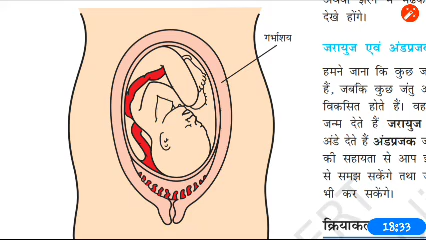 गर्भाशय
देखे होंगे।
जरायुज एवं अंडप्रजक
हमने जाना कि कुछ ज
हैं, जबकि कुछ जंतु अ
विकसित होते हैं। वह
जन्म देते हैं जरायुज
अंडे देते हैं अंडप्रजक ज
की सहायता से आप इ
से समझ सकेंगे तथा ज
भी कर सकेंगे।
क्रियाकल
18:33